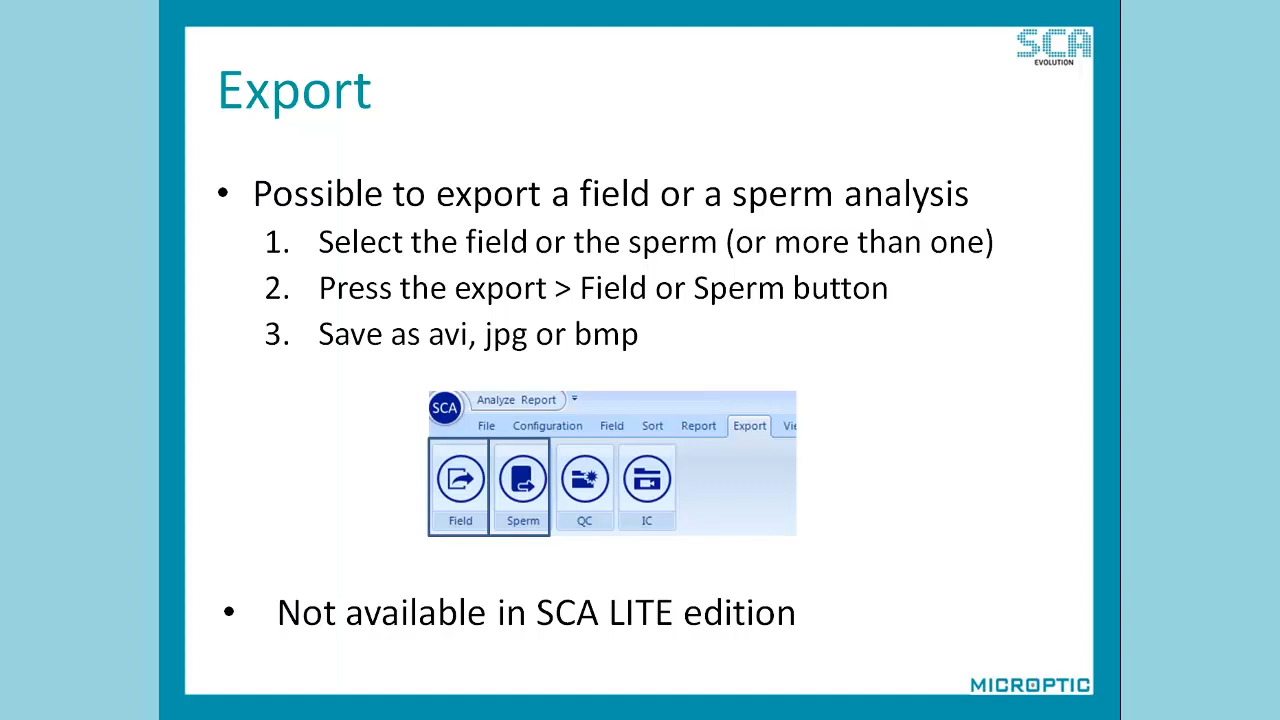 SCA
EVOLUTION
Export
• Possible to export a field or a sperm analysis
1. Select the field or the sperm (or more than one)
2. Press the export > Field or Sperm button
3. Save as avi, jpg or bmp
SCA Analyze Report
File Configuration Field Sort Report Export Vie
Field Sperm QC IC
• Not available in SCA LITE edition
MICROPTIC